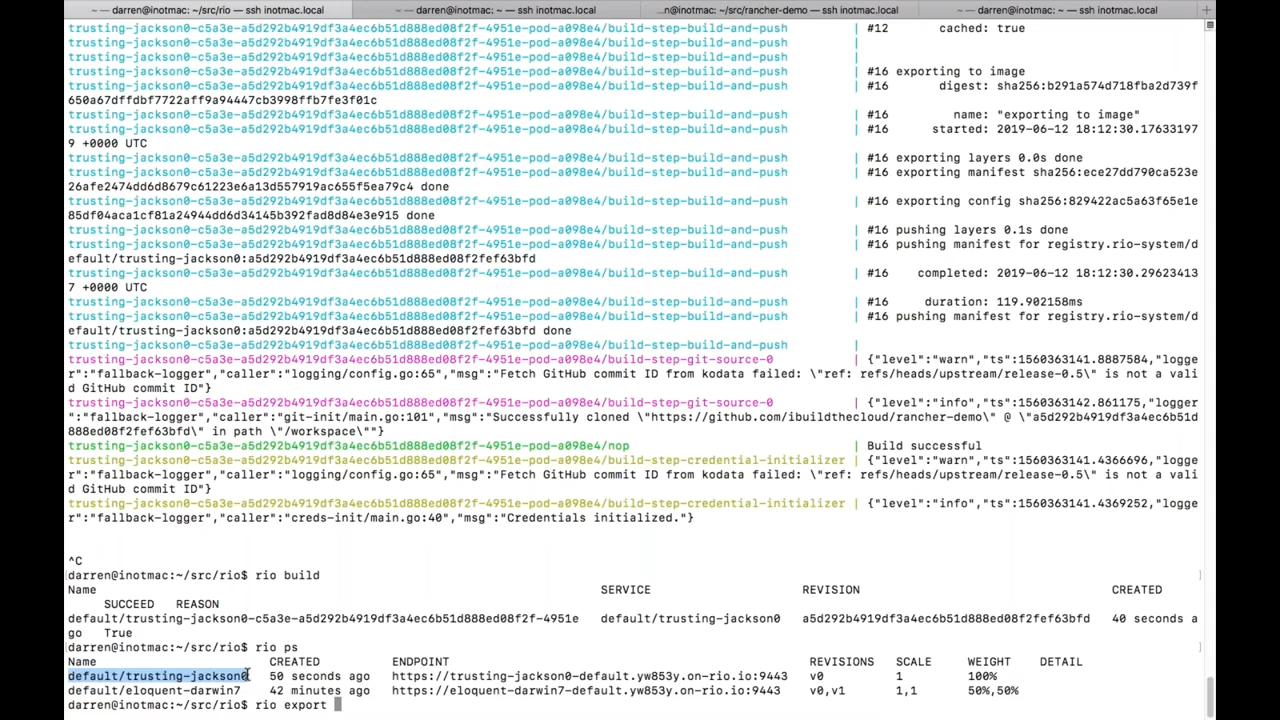 ~ — darren@inotmac: ~/src/rio — ssh inotmac.local
~ — darren@inotmac: ~ — ssh inotmac.local
...n@inotmac: ~/src/rancher-demo — ssh inotmac.local
~ — darren@inotmac: ~ — ssh inotmac.local
trusting-jackson0-c5a3e-a5d292b4919df3a4ec6b51d888ed08f2f-4951e-pod-a098e4/build-step-build-and-push | #12 cached: true
trusting-jackson0-c5a3e-a5d292b4919df3a4ec6b51d888ed08f2f-4951e-pod-a098e4/build-step-build-and-push |
trusting-jackson0-c5a3e-a5d292b4919df3a4ec6b51d888ed08f2f-4951e-pod-a098e4/build-step-build-and-push |
trusting-jackson0-c5a3e-a5d292b4919df3a4ec6b51d888ed08f2f-4951e-pod-a098e4/build-step-build-and-push | #16 exporting to image
trusting-jackson0-c5a3e-a5d292b4919df3a4ec6b51d888ed08f2f-4951e-pod-a098e4/build-step-build-and-push | #16 digest: sha256:b291a574d718fba2d739f
650a67dffdbf7722aff9a94447cb3998ffb7fe3f01c
trusting-jackson0-c5a3e-a5d292b4919df3a4ec6b51d888ed08f2f-4951e-pod-a098e4/build-step-build-and-push | #16 name: "exporting to image"
trusting-jackson0-c5a3e-a5d292b4919df3a4ec6b51d888ed08f2f-4951e-pod-a098e4/build-step-build-and-push | #16 started: 2019-06-12 18:12:30.17633197
9 +0000 UTC
trusting-jackson0-c5a3e-a5d292b4919df3a4ec6b51d888ed08f2f-4951e-pod-a098e4/build-step-build-and-push | #16 exporting layers 0.0s done
trusting-jackson0-c5a3e-a5d292b4919df3a4ec6b51d888ed08f2f-4951e-pod-a098e4/build-step-build-and-push | #16 exporting manifest sha256:ece27dd790ca523e
26afe2474dd6d8679c61223e6a13d557919ac655f5ea79c4 done
trusting-jackson0-c5a3e-a5d292b4919df3a4ec6b51d888ed08f2f-4951e-pod-a098e4/build-step-build-and-push | #16 exporting config sha256:829422ac5a63f65e1e
85df04aca1cf81a24944dd6d34145b392fad8d84e3e915 done
trusting-jackson0-c5a3e-a5d292b4919df3a4ec6b51d888ed08f2f-4951e-pod-a098e4/build-step-build-and-push | #16 pushing layers 0.1s done
trusting-jackson0-c5a3e-a5d292b4919df3a4ec6b51d888ed08f2f-4951e-pod-a098e4/build-step-build-and-push | #16 pushing manifest for registry.rio-system/d
efault/trusting-jackson0:a5d292b4919df3a4ec6b51d888ed08f2fef63bfd
trusting-jackson0-c5a3e-a5d292b4919df3a4ec6b51d888ed08f2f-4951e-pod-a098e4/build-step-build-and-push | #16 completed: 2019-06-12 18:12:30.29623413
7 +0000 UTC
trusting-jackson0-c5a3e-a5d292b4919df3a4ec6b51d888ed08f2f-4951e-pod-a098e4/build-step-build-and-push | #16 duration: 119.902158ms
trusting-jackson0-c5a3e-a5d292b4919df3a4ec6b51d888ed08f2f-4951e-pod-a098e4/build-step-build-and-push | #16 pushing manifest for registry.rio-system/d
efault/trusting-jackson0:a5d292b4919df3a4ec6b51d888ed08f2fef63bfd done
trusting-jackson0-c5a3e-a5d292b4919df3a4ec6b51d888ed08f2f-4951e-pod-a098e4/build-step-build-and-push |
trusting-jackson0-c5a3e-a5d292b4919df3a4ec6b51d888ed08f2f-4951e-pod-a098e4/build-step-git-source-0 | {"level":"warn","ts":1560363141.8887584,"logge
r":"fallback-logger","caller":"logging/config.go:65","msg":"Fetch GitHub commit ID from kodata failed: \"ref: refs/heads/upstream/release-0.5\" is not a vali
d GitHub commit ID"}
trusting-jackson0-c5a3e-a5d292b4919df3a4ec6b51d888ed08f2f-4951e-pod-a098e4/build-step-git-source-0 | {"level":"info","ts":1560363142.861175,"logger
":"fallback-logger","caller":"git-init/main.go:101","msg":"Successfully cloned \"https://github.com/ibuildthecloud/rancher-demo\" @ \"a5d292b4919df3a4ec6b51d
888ed08f2fef63bfd\" in path \"/workspace\""}
trusting-jackson0-c5a3e-a5d292b4919df3a4ec6b51d888ed08f2f-4951e-pod-a098e4/nop | Build successful
trusting-jackson0-c5a3e-a5d292b4919df3a4ec6b51d888ed08f2f-4951e-pod-a098e4/build-step-credential-initializer | {"level":"warn","ts":1560363141.4366696,"logge
r":"fallback-logger","caller":"logging/config.go:65","msg":"Fetch GitHub commit ID from kodata failed: \"ref: refs/heads/upstream/release-0.5\" is not a vali
d GitHub commit ID"}
trusting-jackson0-c5a3e-a5d292b4919df3a4ec6b51d888ed08f2f-4951e-pod-a098e4/build-step-credential-initializer | {"level":"info","ts":1560363141.4369252,"logge
r":"fallback-logger","caller":"creds-init/main.go:40","msg":"Credentials initialized."}
^C
darren@inotmac:~/src/rio$ rio build
Name SERVICE REVISION CREATED
SUCCEED REASON
default/trusting-jackson0-c5a3e-a5d292b4919df3a4ec6b51d888ed08f2f-4951e default/trusting-jackson0 a5d292b4919df3a4ec6b51d888ed08f2fef63bfd 40 seconds a
go True
darren@inotmac:~/src/rio$ rio ps
Name CREATED ENDPOINT REVISIONS SCALE WEIGHT DETAIL
default/trusting-jackson0 50 seconds ago https://trusting-jackson0-default.yw853y.on-rio.io:9443 v0 1 100%
default/eloquent-darwin7 42 minutes ago https://eloquent-darwin7-default.yw853y.on-rio.io:9443 v0,v1 1,1 50%,50%
darren@inotmac:~/src/rio$ rio export